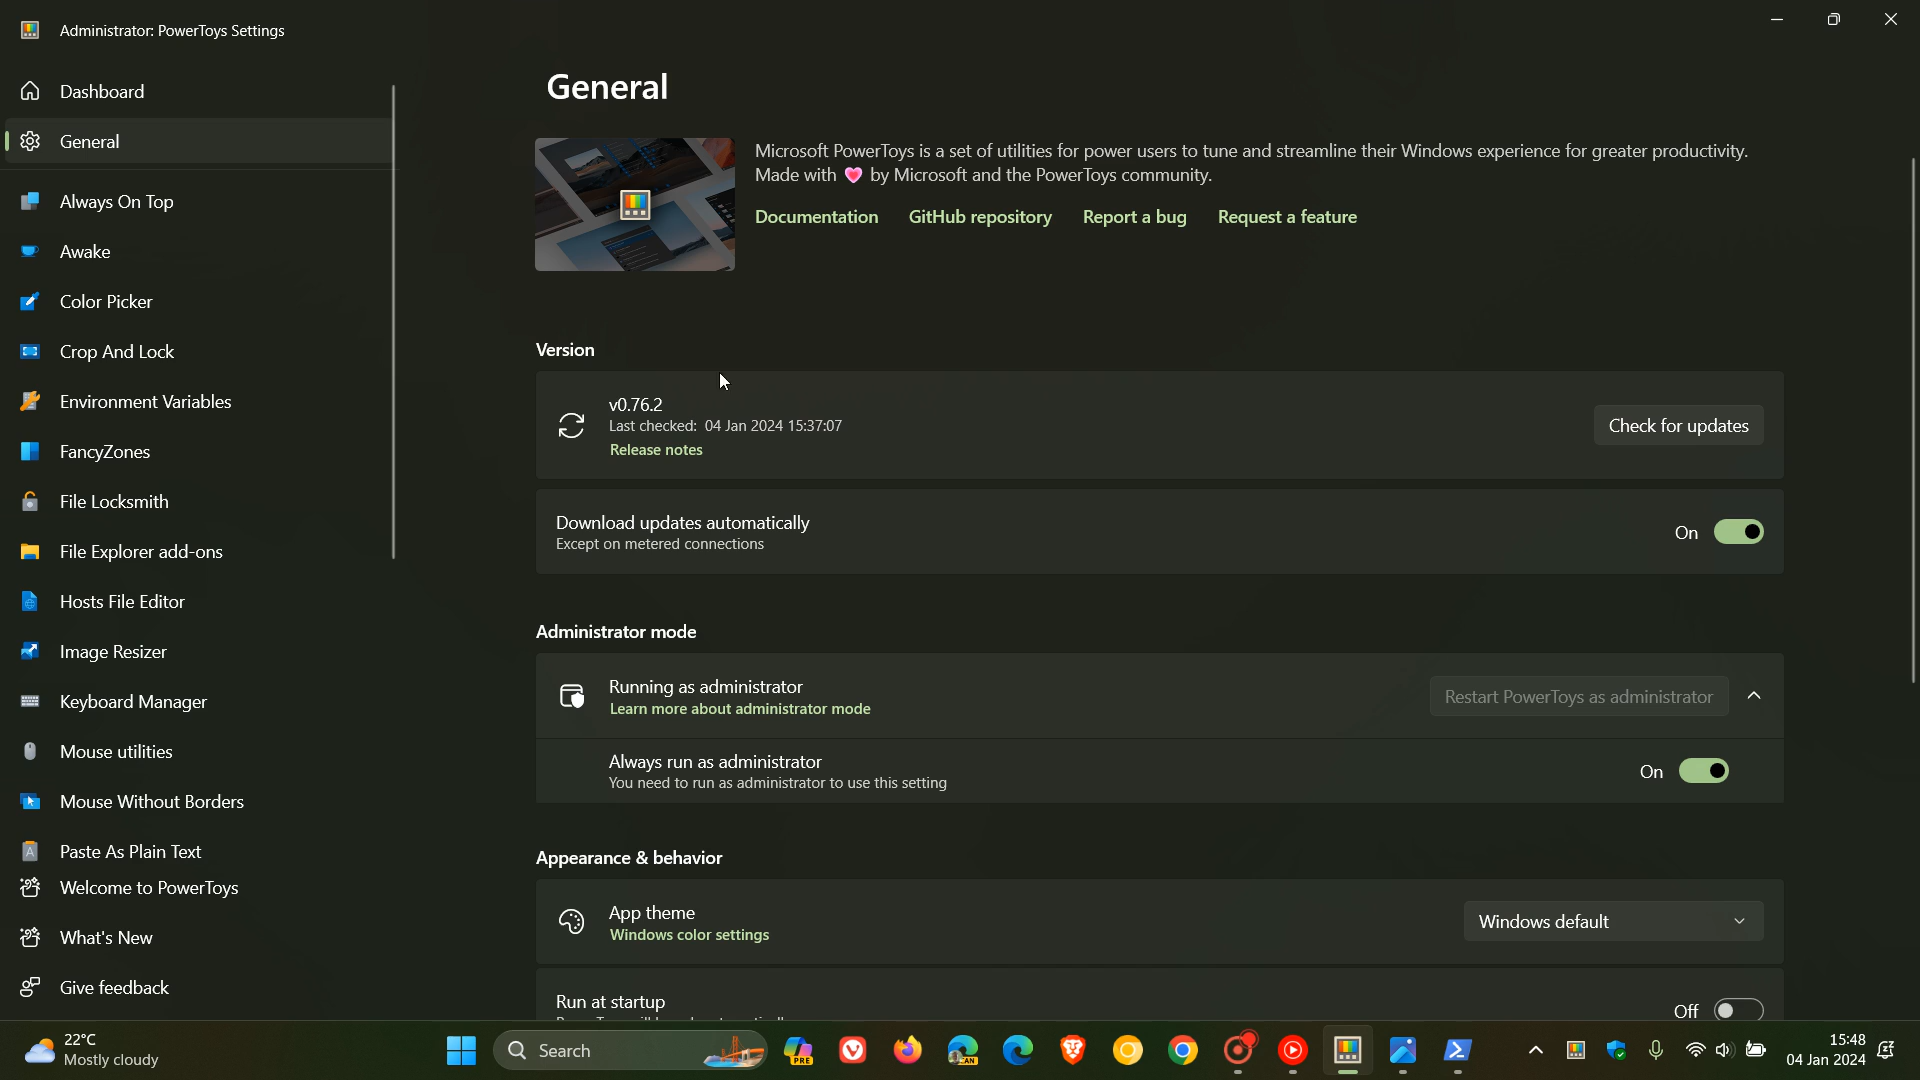 Administrator: PowerToys Settings
Dashboard
General
Always On Top
Awake
Color Picker
Crop And Lock
Environment Variables
FancyZones
File Locksmith
File Explorer add-ons
Hosts File Editor
Image Resizer
Keyboard Manager
Mouse utilities
Mouse Without Borders
Paste As Plain Text
Welcome to PowerToys
What's New
Give feedback
General
Microsoft PowerToys is a set of utilities for power users to tune and streamline their Windows experience for greater productivity.
Made with 💗 by Microsoft and the PowerToys community.
Documentation GitHub repository Report a bug Request a feature
Version
v0.76.2
Last checked: 04 Jan 2024 15:37:07
Release notes
Check for updates
Download updates automatically
Except on metered connections
On
Administrator mode
Running as administrator
Learn more about administrator mode
Restart PowerToys as administrator
Always run as administrator
You need to run as administrator to use this setting
On
Appearance & behavior
App theme
Windows color settings
Windows default
Run at startup
Off
22°C
Mostly cloudy
Search
PRE
CAN
15:48
04 Jan 2024